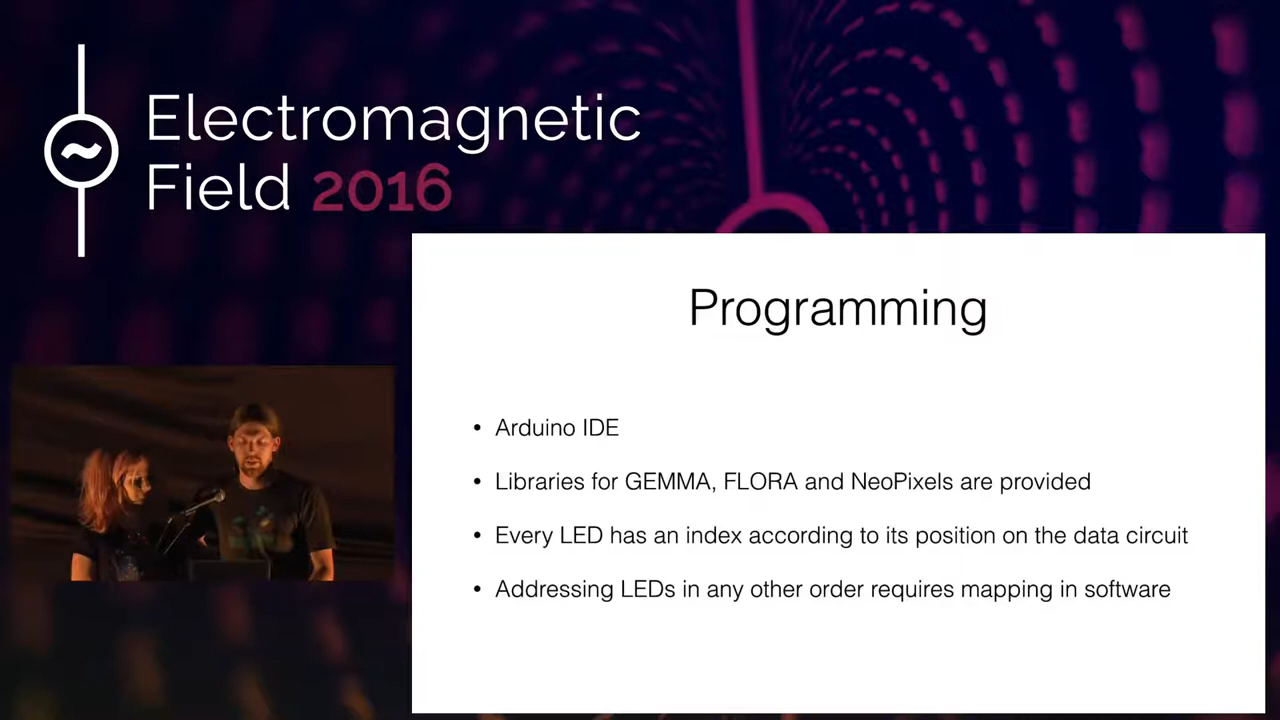 Electromagnetic
Field 2016
Programming
• Arduino IDE
• Libraries for GEMMA, FLORA and NeoPixels are provided
• Every LED has an index according to its position on the data circuit
• Addressing LEDs in any other order requires mapping in software